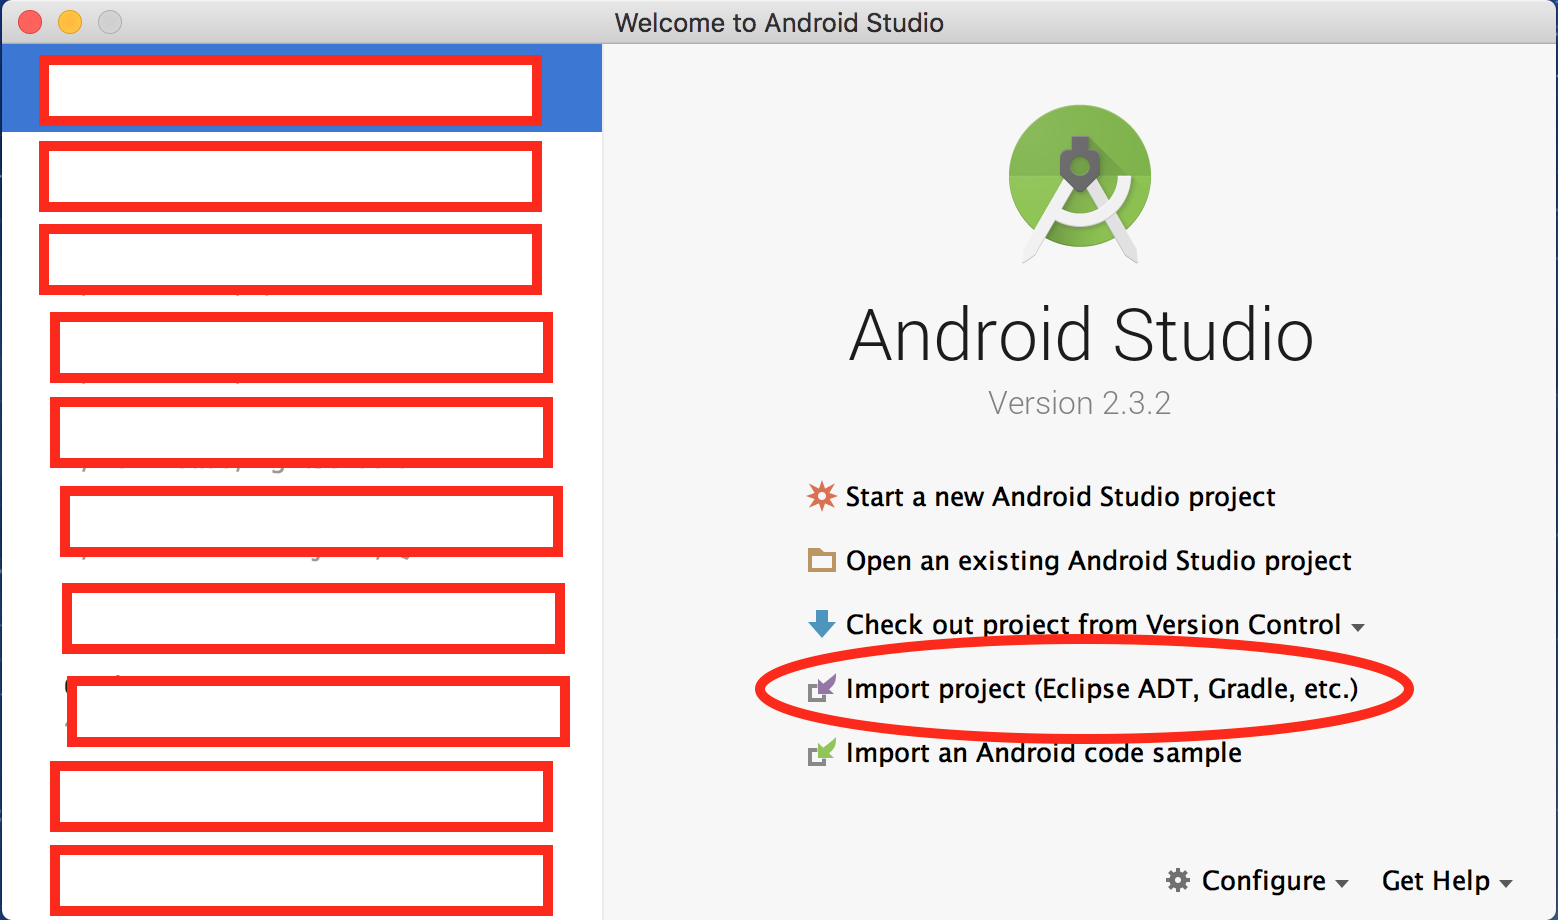 Welcome to Android Studio
Android Studio
Version 2.3.2
Start a new Android Studio project
Open an existing Android Studio project
Check out project from Version Control
Import project (Eclipse ADT, Gradle, etc.)
Import an Android code sample
Configure
Get Help